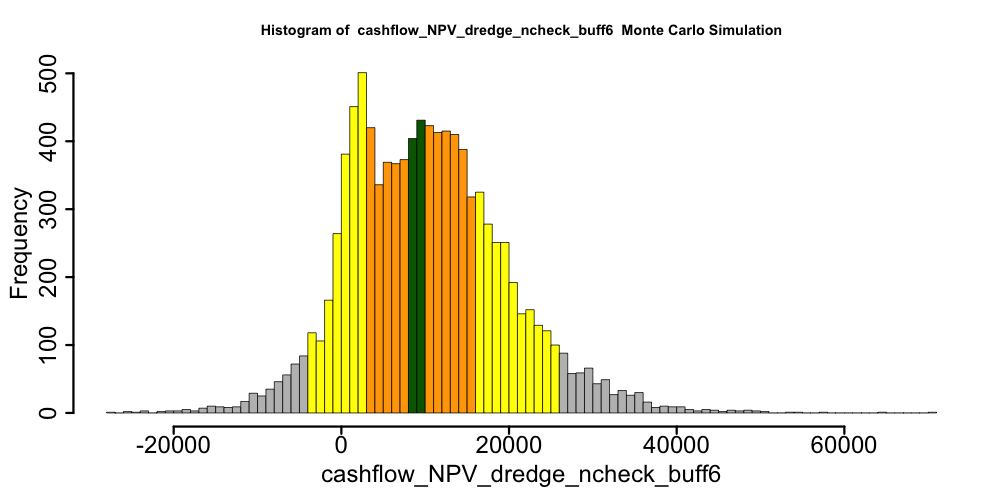 Histogram of  cashflow_NPV_dredge_ncheck_buff6  Monte Carlo Simulation
500
400
300
200
100
0
Frequency
-20000 0 20000 40000 60000
cashflow_NPV_dredge_ncheck_buff6